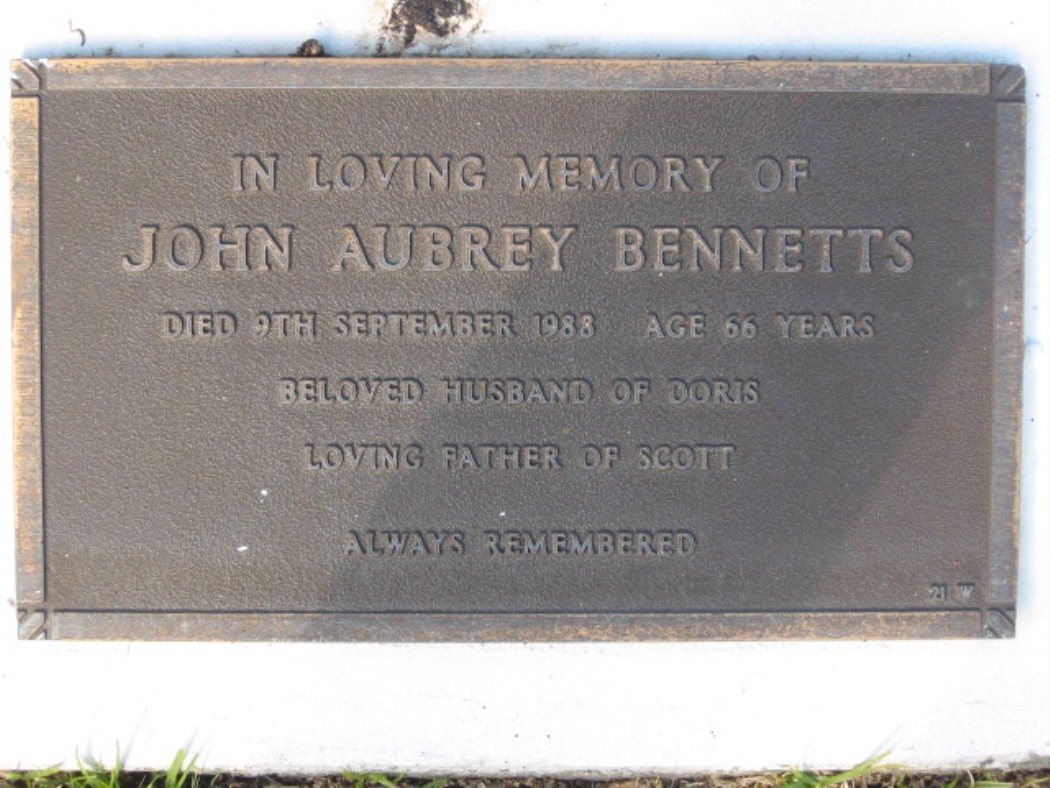 IN LOVING MEMORY OF
JOHN AUBREY BENNETTS
DIED 9TH SEPTEMBER 1988 AGE 66 YEARS
BELOVED HUSBAND OF DORIS
LOVING FATHER OF SCOTT
ALWAYS REMEMBERED
21 W